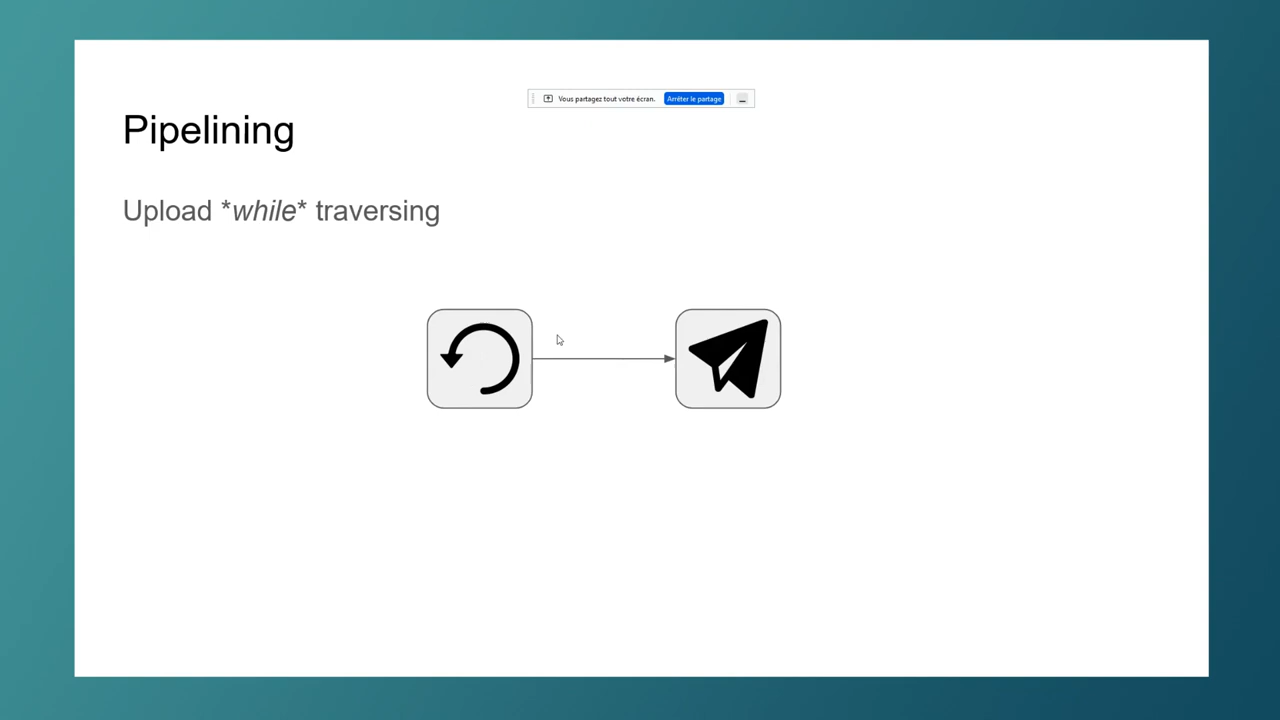 Vous partagez tout votre écran. Arrêter le partage
Pipelining
Upload *while* traversing